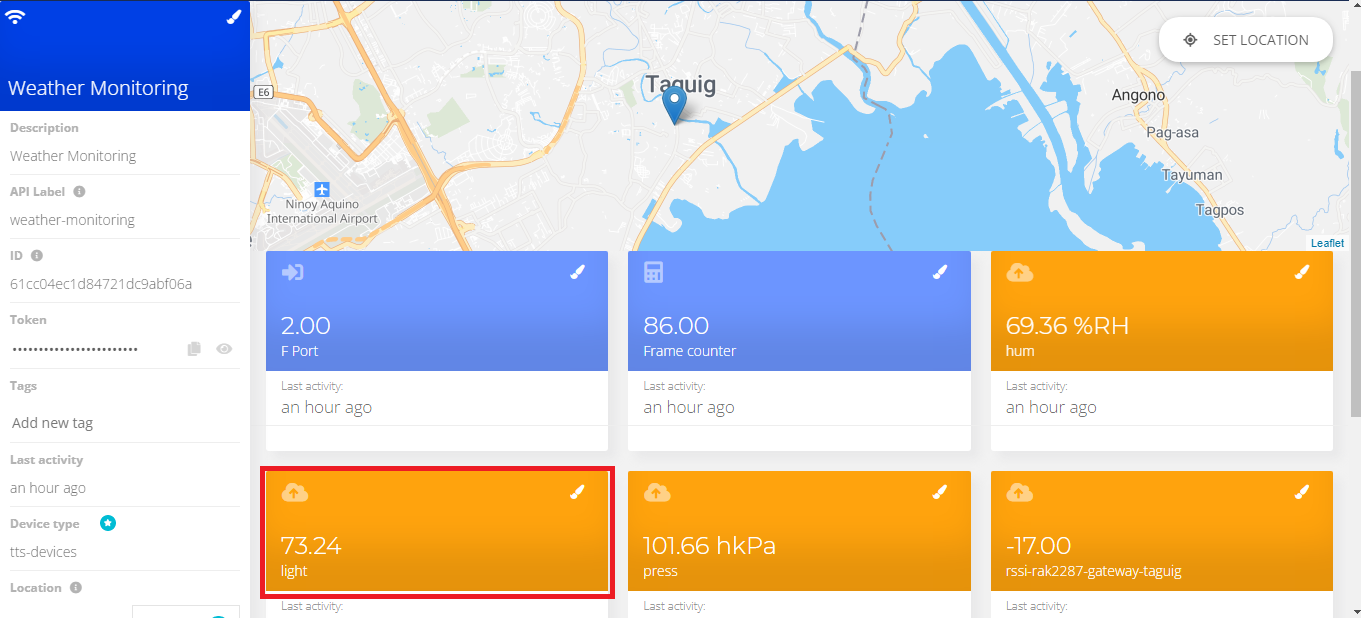 Weather Monitoring
Description
Weather Monitoring
API Label
weather-monitoring
ID
61cc04ec1d84721dc9abf06a
Token
•••••••••••••••••••••••
Tags
Add new tag
Last activity
an hour ago
Device type
tts-devices
Location
SET LOCATION
Taguig
E6
Angono
Pag-asa
Tayuman
Tagpos
Ninoy Aquino
International Airport
Leaflet
2.00
F Port
Last activity:
an hour ago
86.00
Frame counter
Last activity:
an hour ago
69.36 %RH
hum
Last activity:
an hour ago
73.24
light
Last activity:
101.66 hkPa
press
Last activity:
-17.00
rssi-rak2287-gateway-taguig
Last activity: